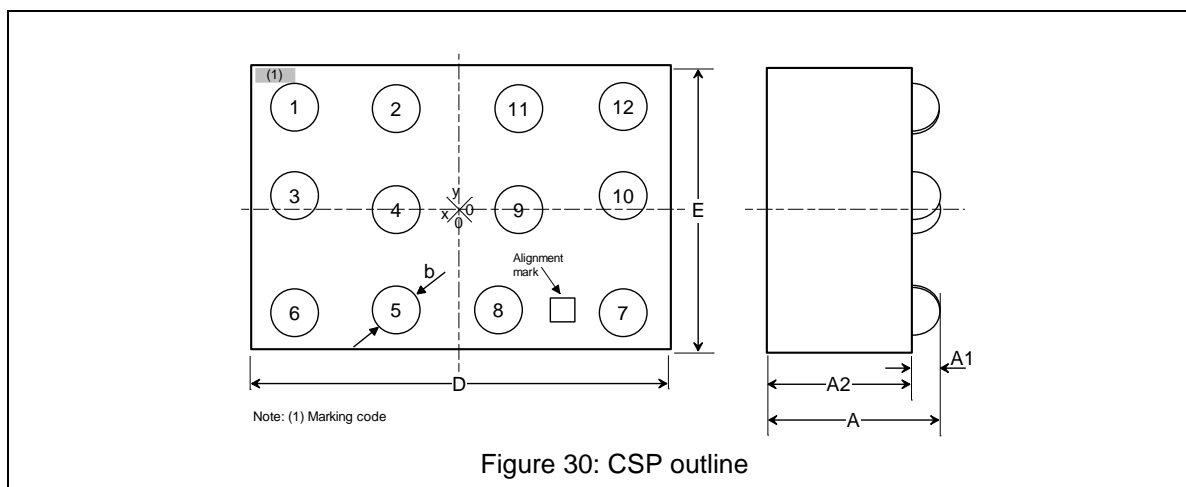 (1)
1 2 11 12
3 4 9 10
y
x 0
0
E
b
Alignment
mark
6 5 8 7
A1
A2
D
A
Note: (1) Marking code
Figure 30: CSP outline